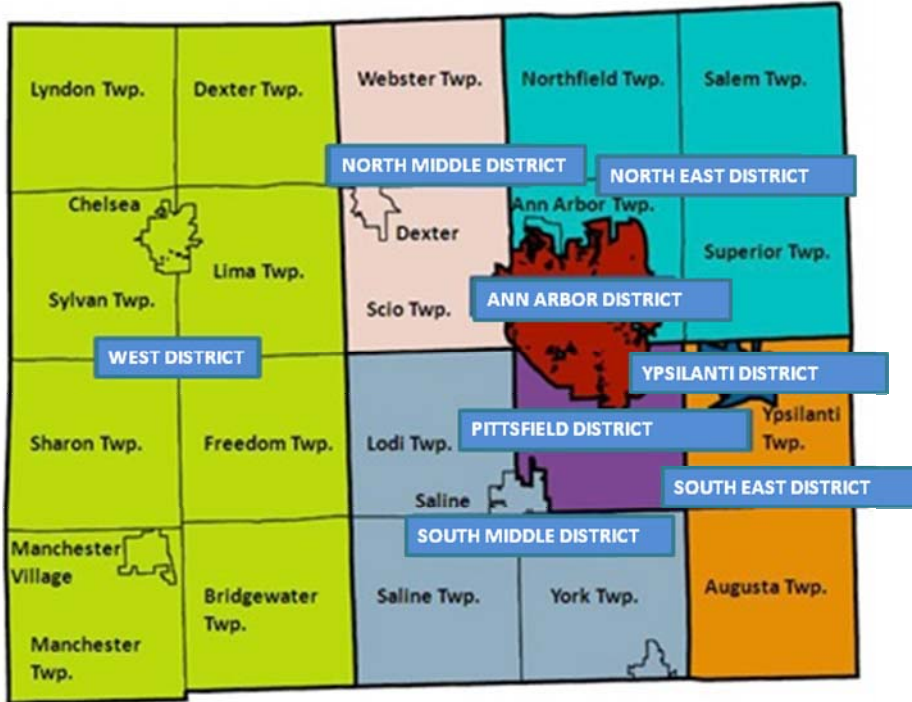 Lyndon Twp.
Dexter Twp.
Webster Twp.
Northfield Twp.
Salem Twp.
NORTH MIDDLE DISTRICT
NORTH EAST DISTRICT
Chelsea
Ann Arbor Twp.
Dexter
Superior Twp.
Lima Twp.
Sylvan Twp.
Scio Twp.
ANN ARBOR DISTRICT
WEST DISTRICT
YPSILANTI DISTRICT
Sharon Twp.
Freedom Twp.
Lodi Twp.
PITTSFIELD DISTRICT
Ypsilanti
Twp.
SOUTH EAST DISTRICT
Saline
SOUTH MIDDLE DISTRICT
Manchester
Village
Bridgewater
Twp.
Saline Twp.
York Twp.
Augusta Twp.
Manchester
Twp.